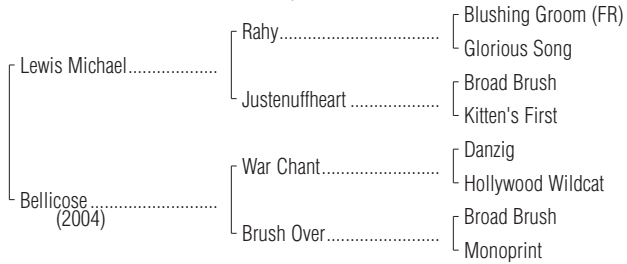 Blushing Groom (FR)
Rahy
Glorious Song
Lewis Michael
Broad Brush
Justenuffheart
Kitten's First
Danzig
War Chant
Hollywood Wildcat
Bellicose
(2004)
Broad Brush
Brush Over
Monoprint